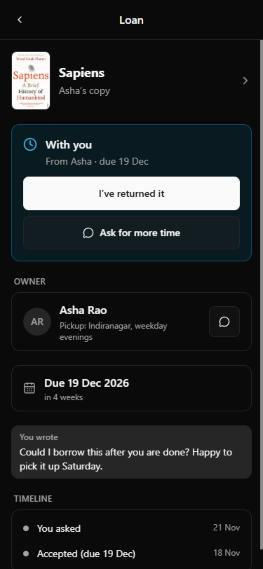 Loan
Sapiens
A Brief
History of
Humankind
Sapiens
Asha's copy
With you
From Asha · due 19 Dec
I've returned it
Ask for more time
OWNER
AR
Asha Rao
Pickup: Indiranagar, weekday
evenings
Due 19 Dec 2026
in 4 weeks
You wrote
Could I borrow this after you are done? Happy to
pick it up Saturday.
TIMELINE
You asked
21 Nov
Accepted (due 19 Dec)
18 Nov